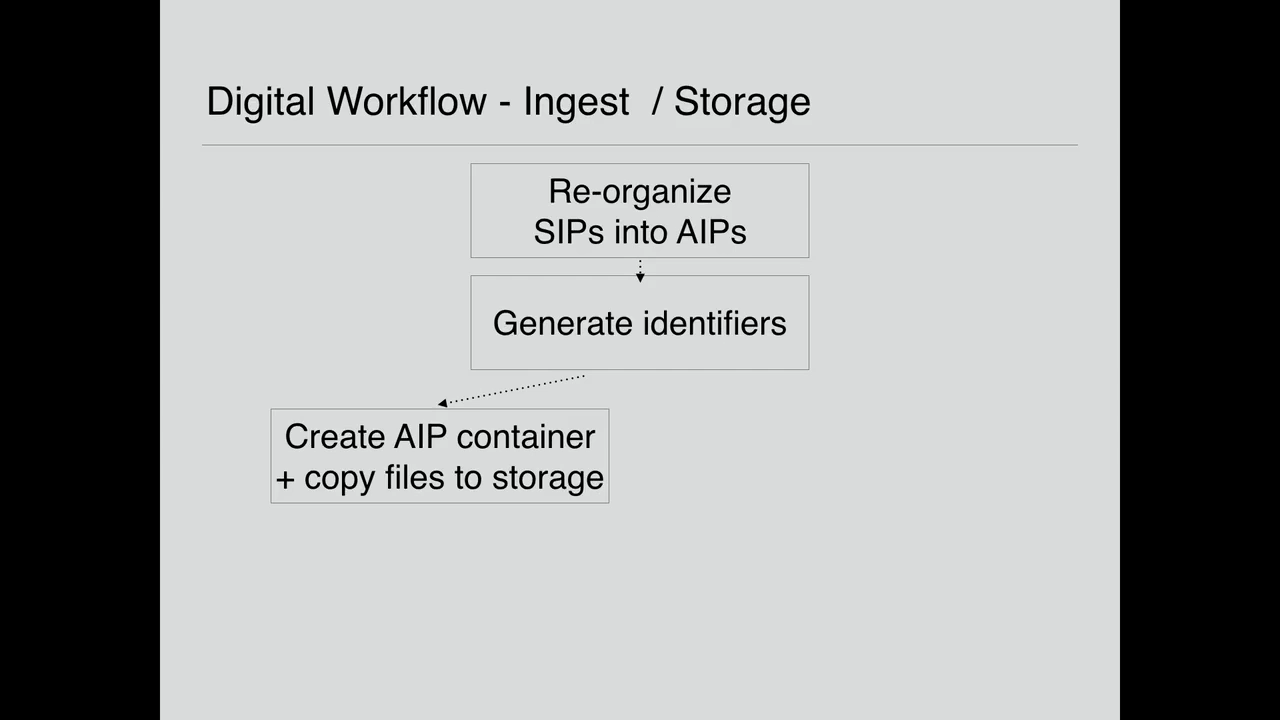 Digital Workflow - Ingest  / Storage
Re-organize
SIPs into AIPs
Generate identifiers
Create AIP container
+ copy files to storage